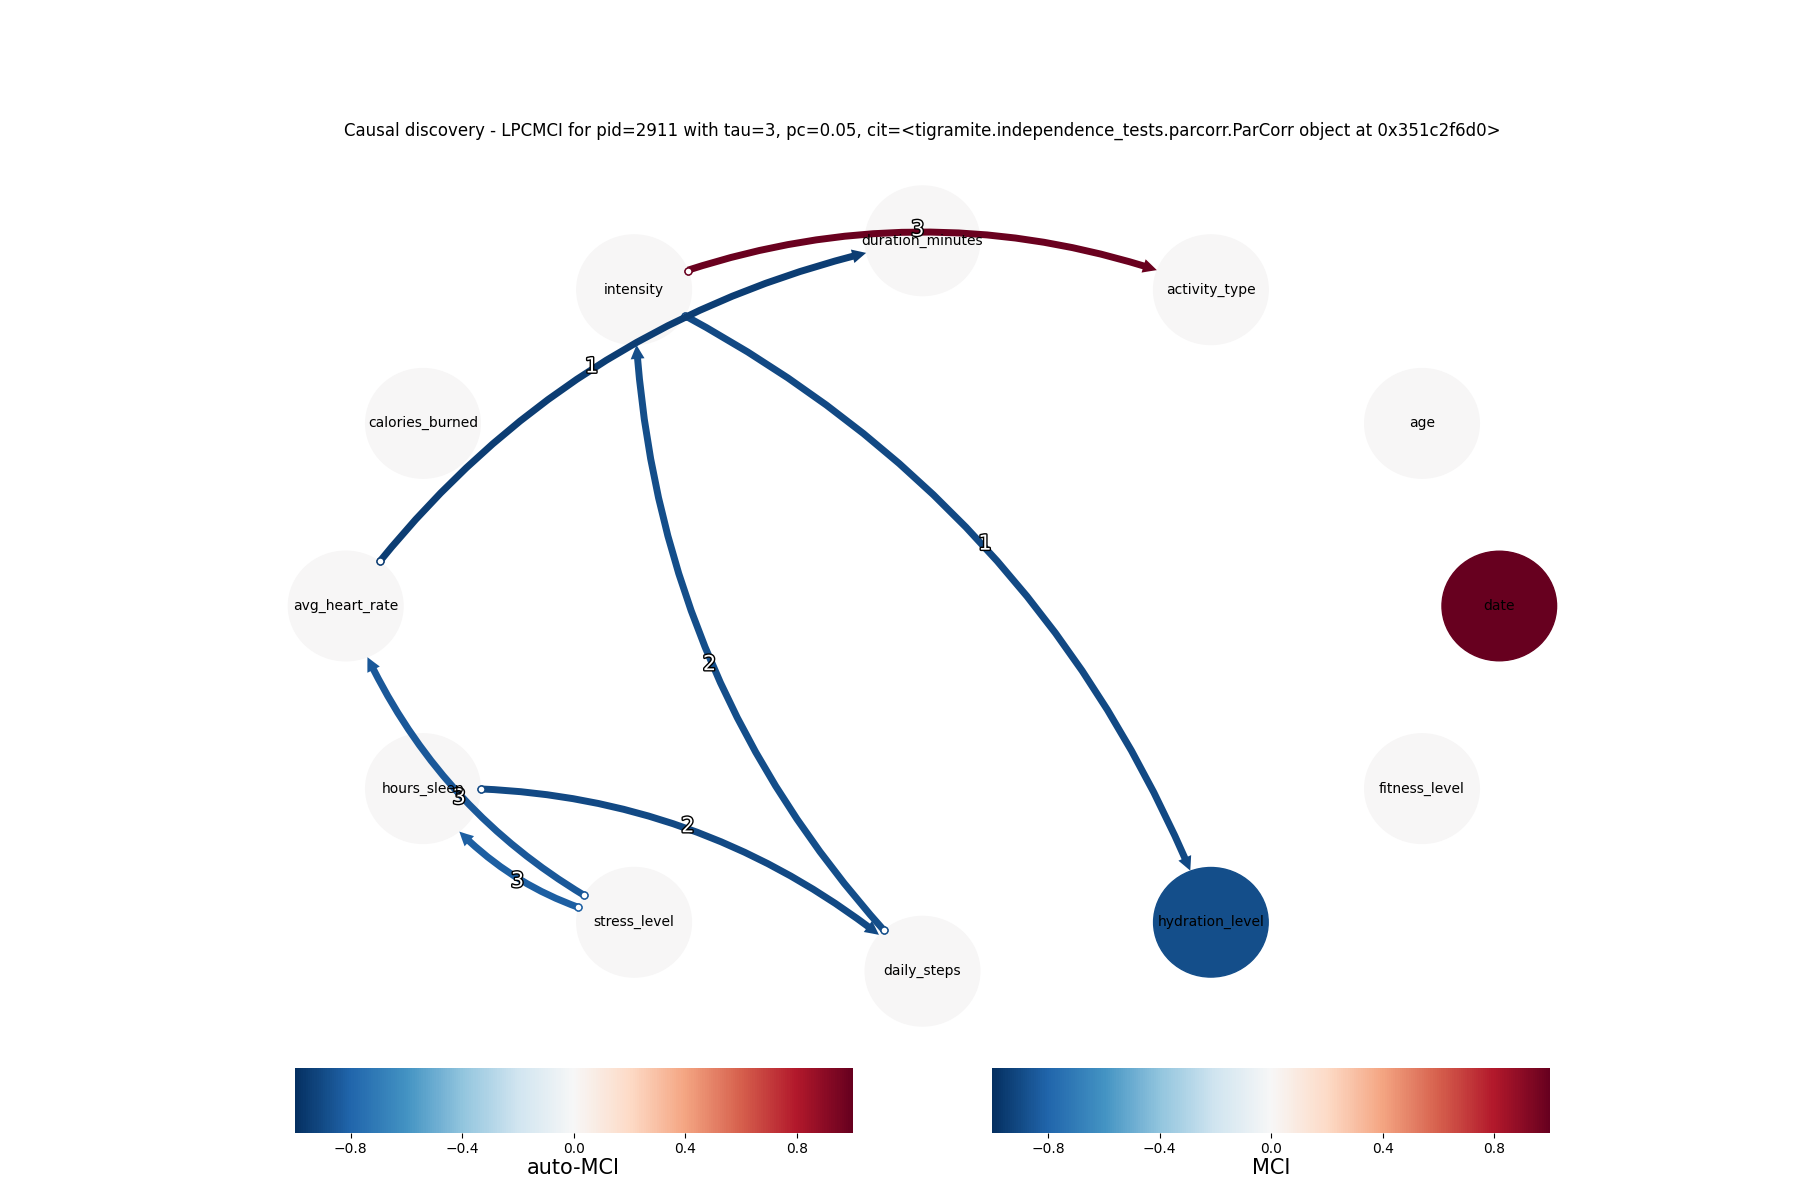 Causal discovery - LPCMCI for pid=2911 with tau=3, pc=0.05, cit=<tigramite.independence_tests.parcorr.ParCorr object at 0x351c2f6d0>
3
duration_minutes
intensity
activity_type
1
calories_burned
age
1
avg_heart_rate
date
2
hours_sleep
3
fitness_level
2
3
stress_level
hydration_level
daily_steps
−0.8 −0.4 0.0 0.4 0.8
auto-MCI
−0.8 −0.4 0.0 0.4 0.8
MCI